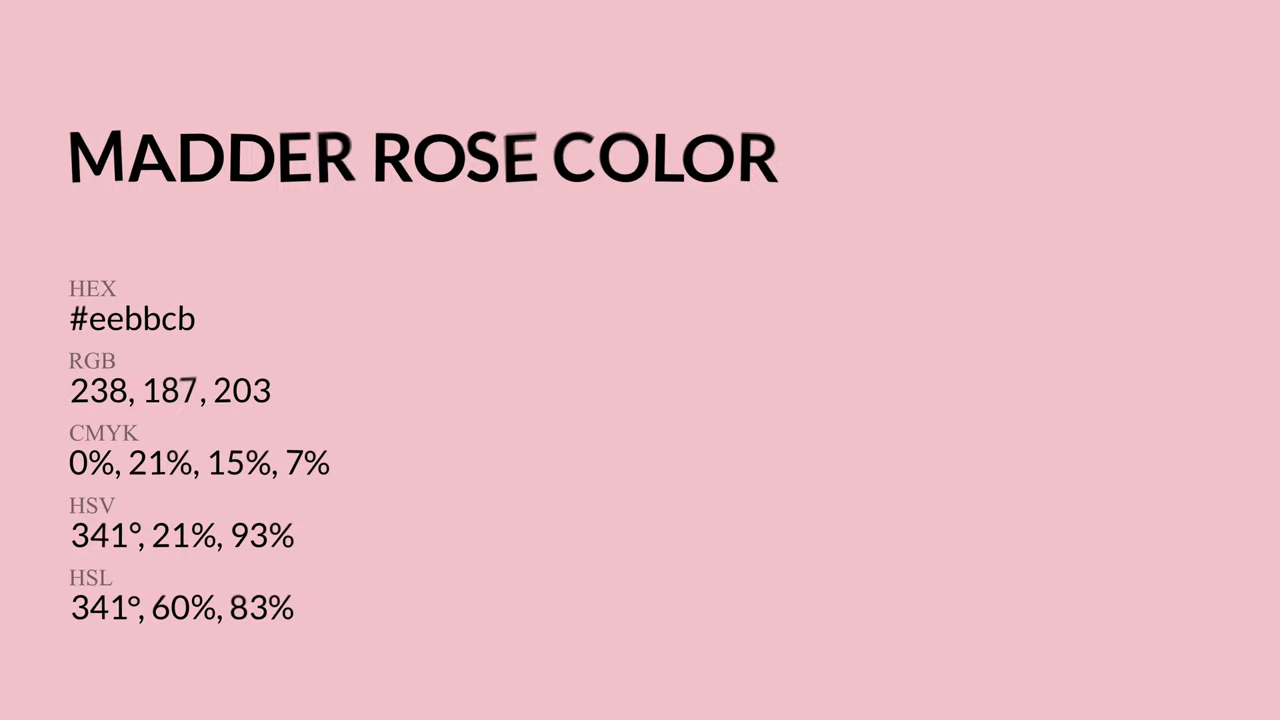 MADDER ROSE COLOR
HEX
#eebbcb
RGB
238, 187, 203
CMYK
0%, 21%, 15%, 7%
HSV
341°, 21%, 93%
HSL
341°, 60%, 83%